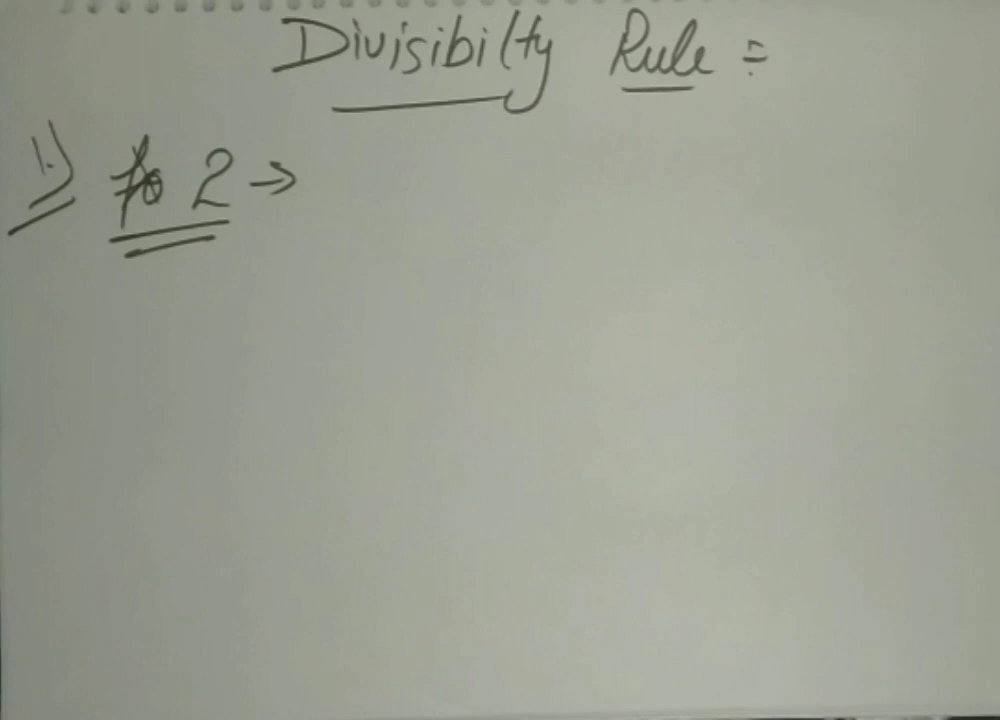 Divisibilty Rule :-
1.) 2 →